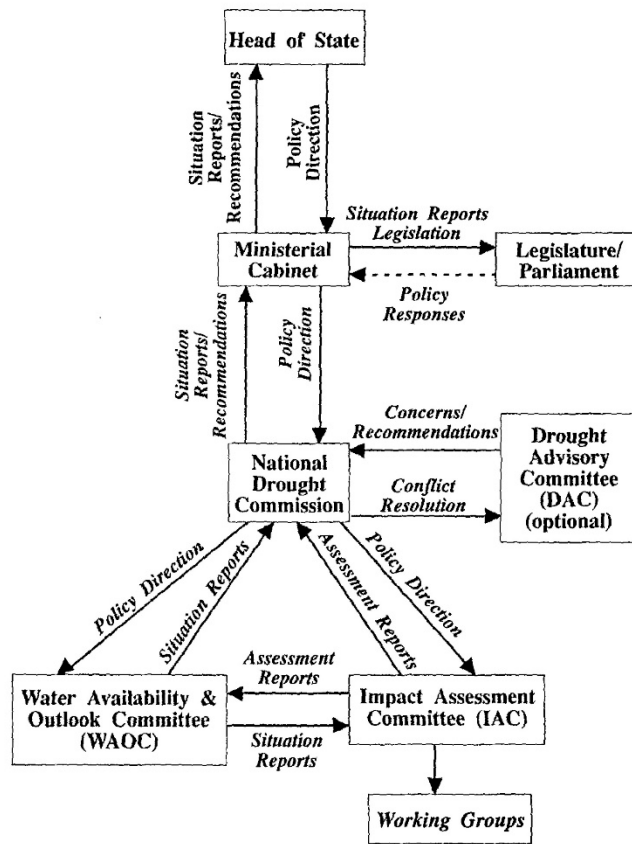 Head of State
Situation
Reports/
Recommendations
Policy
Direction
Situation Reports
Legislation
Ministerial
Cabinet
Legislature/
Parliament
Policy
Responses
Situation
Reports/
Recommendations
Policy
Direction
Concerns/
Recommendations
National
Drought
Commission
Drought
Advisory
Committee
(DAC)
(optional)
Conflict
Resolution
Policy Direction
Situation Reports
Assessment Reports
Policy Direction
Assessment
Reports
Water Availability &
Outlook Committee
(WAOC)
Impact Assessment
Committee (IAC)
Situation
Reports
Working Groups